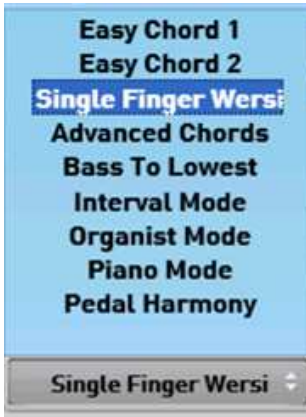 Easy Chord 1
Easy Chord 2
Single Finger Wersi
Advanced Chords
Bass To Lowest
Interval Mode
Organist Mode
Piano Mode
Pedal Harmony
Single Finger Wersi